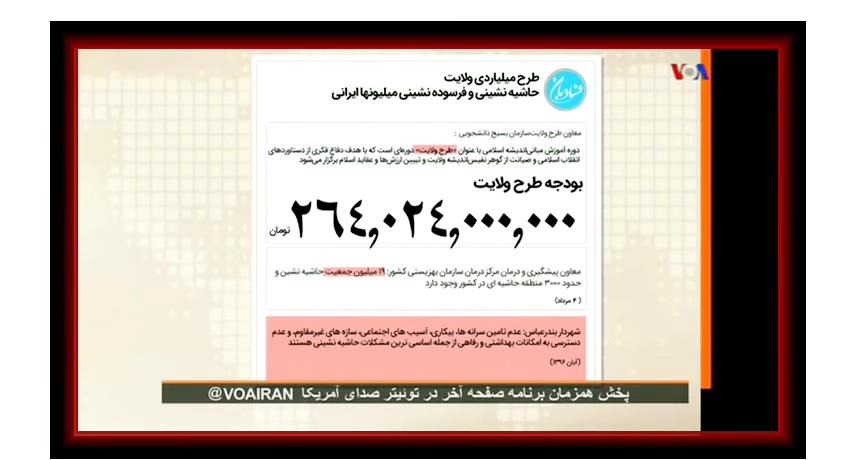 VOA
طرح میلیاردی ولایت
حاشیه نشینی و فرسوده نشینی میلیونها ایرانی
معاون طرح ولایت‌سازمان بسیج دانشجویی :
دوره آموزش مبانی‌اندیشه اسلامی با عنوان «طرح ولایت» دوره‌ای است که با هدف دفاع فکری از دستاوردهای
انقلاب اسلامی و صیانت از گوهر نفیس‌اندیشه ولایت و تبیین ارزش‌ها و عقاید اسلام برگزار می‌شود
بودجه طرح ولایت
۲۶۴,۰۲۴,۰۰۰,۰۰۰ تومان
معاون پیشگیری و درمان مرکز درمان سازمان بهزیستی کشور: ۱۹ میلیون جمعیت حاشیه نشین و
حدود ۳۰۰۰ منطقه حاشیه ای در کشور وجود دارد
(۴ مرداد)
شهردار بندرعباس: عدم تامین سرانه ها، بیکاری، آسیب های اجتماعی، سازه های غیرمقاوم، و عدم
دسترسی به امکانات بهداشتی و رفاهی از جمله اساسی ترین مشکلات حاشیه نشینی هستند
(آبان ۱۳۹۶)
پخش همزمان برنامه صفحه آخر در توئیتر صدای آمریکا @VOAIRAN